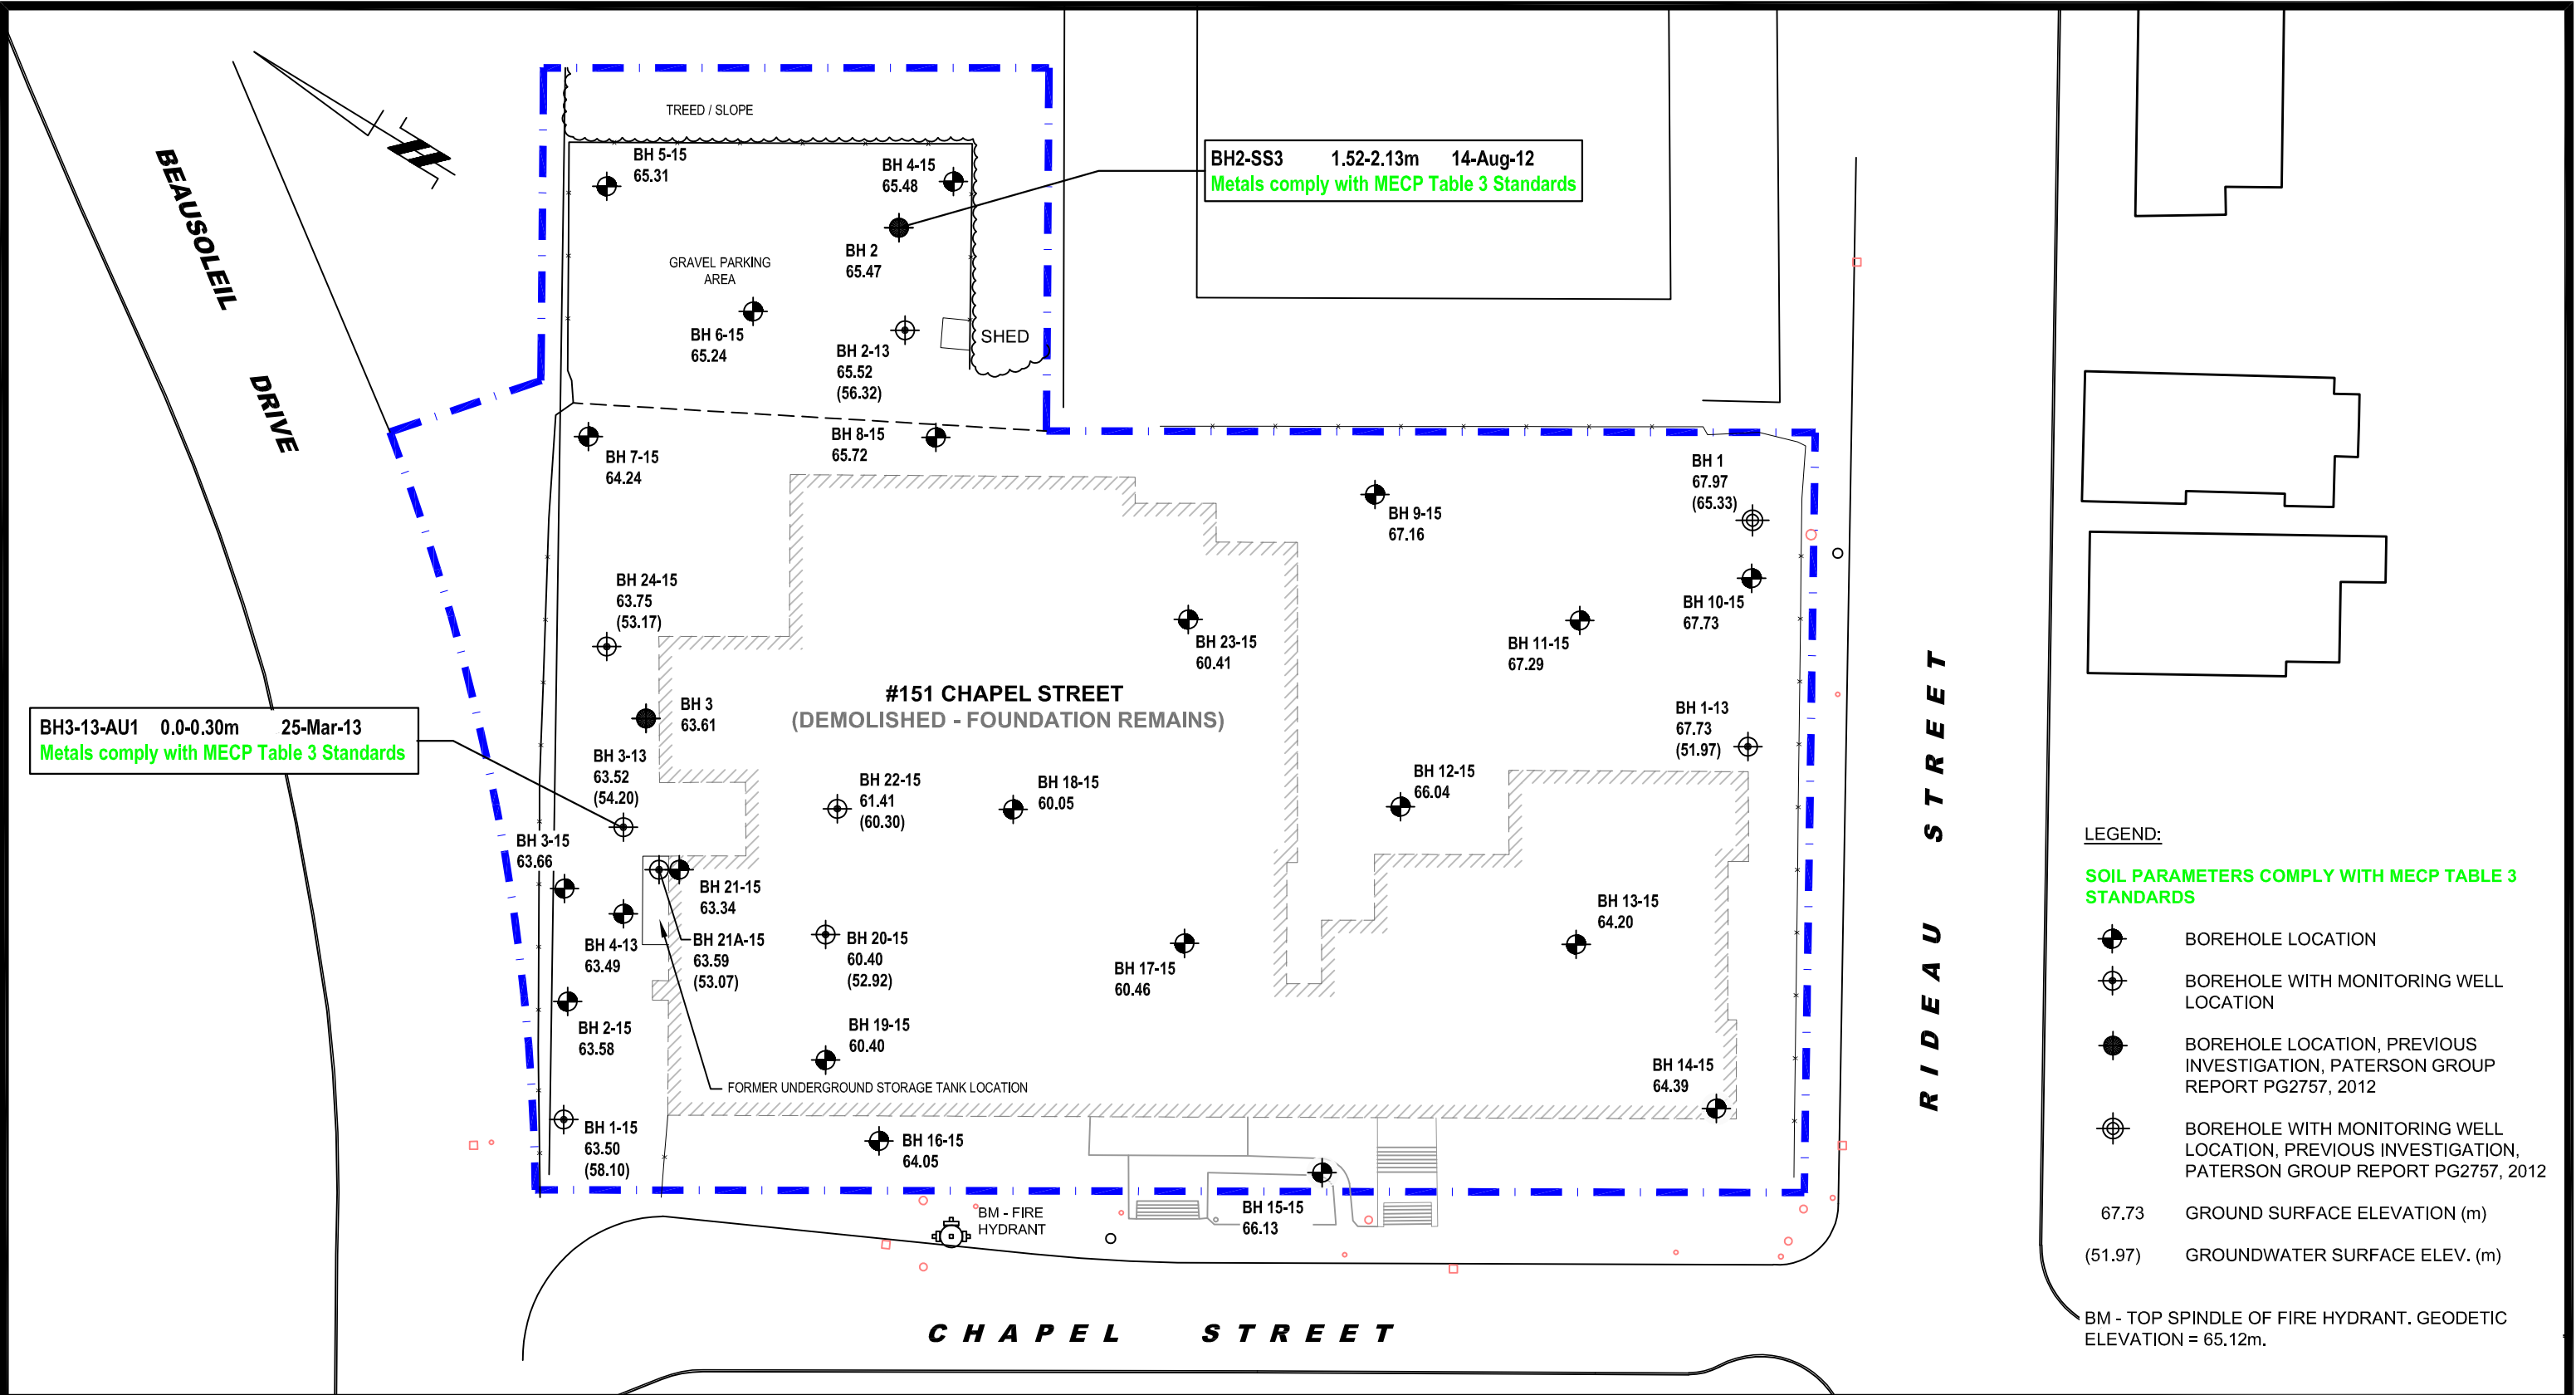 TREED / SLOPE
BEAUSOLEIL
DRIVE
BH 5-15
65.31
BH 4-15
65.48
BH2-SS3 1.52-2.13m 14-Aug-12
Metals comply with MECP Table 3 Standards
BH 2
65.47
GRAVEL PARKING
AREA
BH 6-15
65.24
SHED
BH 2-13
65.52
(56.32)
BH 8-15
65.72
BH 7-15
64.24
BH 1
67.97
(65.33)
BH 9-15
67.16
BH 24-15
63.75
(53.17)
BH 10-15
67.73
BH 23-15
60.41
BH 11-15
67.29
#151 CHAPEL STREET
(DEMOLISHED - FOUNDATION REMAINS)
BH 3
63.61
BH3-13-AU1 0.0-0.30m 25-Mar-13
Metals comply with MECP Table 3 Standards
BH 1-13
67.73
(51.97)
BH 3-13
63.52
(54.20)
BH 22-15
61.41
(60.30)
BH 18-15
60.05
BH 12-15
66.04
BH 3-15
63.66
BH 21-15
63.34
BH 13-15
64.20
BH 4-13
63.49
BH 21A-15
63.59
(53.07)
BH 20-15
60.40
(52.92)
BH 17-15
60.46
BH 2-15
63.58
BH 19-15
60.40
BH 14-15
64.39
FORMER UNDERGROUND STORAGE TANK LOCATION
BH 1-15
63.50
(58.10)
BH 16-15
64.05
BH 15-15
66.13
BM - FIRE
HYDRANT
CHAPEL STREET
RIDEAU STREET
LEGEND:
SOIL PARAMETERS COMPLY WITH MECP TABLE 3
STANDARDS
BOREHOLE LOCATION
BOREHOLE WITH MONITORING WELL
LOCATION
BOREHOLE LOCATION, PREVIOUS
INVESTIGATION, PATERSON GROUP
REPORT PG2757, 2012
BOREHOLE WITH MONITORING WELL
LOCATION, PREVIOUS INVESTIGATION,
PATERSON GROUP REPORT PG2757, 2012
67.73 GROUND SURFACE ELEVATION (m)
(51.97) GROUNDWATER SURFACE ELEV. (m)
BM - TOP SPINDLE OF FIRE HYDRANT. GEODETIC
ELEVATION = 65.12m.